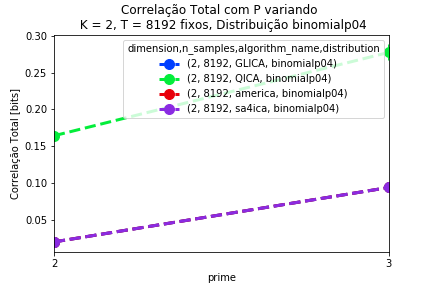 Correlação Total com P variando
K = 2, T = 8192 fixos, Distribuição binomialp04
dimension,n_samples,algorithm_name,distribution
(2, 8192, GLICA, binomialp04)
(2, 8192, QICA, binomialp04)
(2, 8192, america, binomialp04)
(2, 8192, sa4ica, binomialp04)
Correlação Total [bits]
0.30
0.25
0.20
0.15
0.10
0.05
2
3
prime